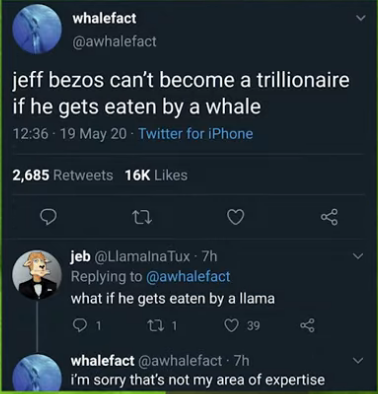 whalefact
@awhalefact
jeff bezos can't become a trillionaire
if he gets eaten by a whale
12:36 · 19 May 20 · Twitter for iPhone
2,685 Retweets 16K Likes
jeb @LlamaInaTux · 7h
Replying to @awhalefact
what if he gets eaten by a llama
1 1 39
whalefact @awhalefact · 7h
i'm sorry that's not my area of expertise